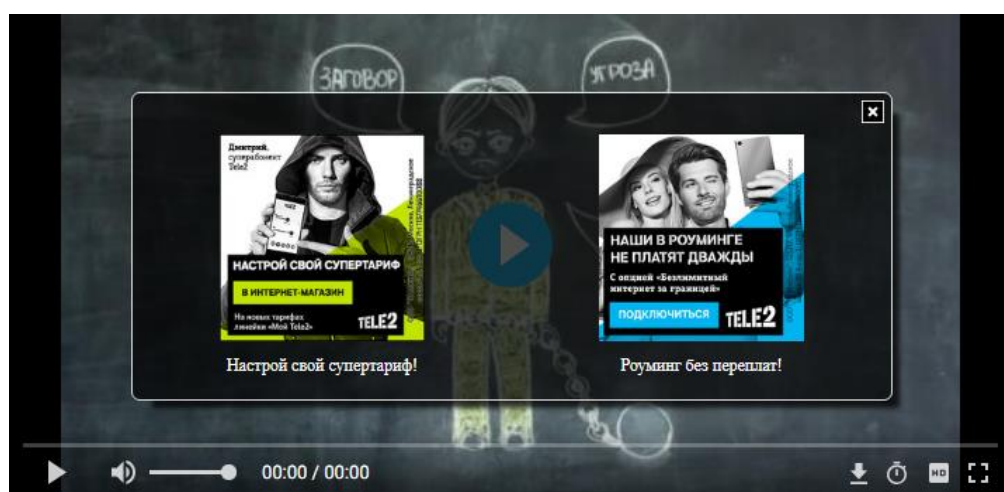 ЗАГОВОР
УГРОЗА
Дмитрий,
суперабонент
Tele2
НАСТРОЙ СВОЙ СУПЕРТАРИФ
В ИНТЕРНЕТ-МАГАЗИН
На новых тарифах
линейки «Мой Tele2»
TELE2
Настрой свой супертариф!
НАШИ В РОУМИНГЕ
НЕ ПЛАТЯТ ДВАЖДЫ
С опцией «Безлимитный
интернет за границей»
ПОДКЛЮЧИТЬСЯ
TELE2
Роуминг без переплат!
00:00 / 00:00
HD